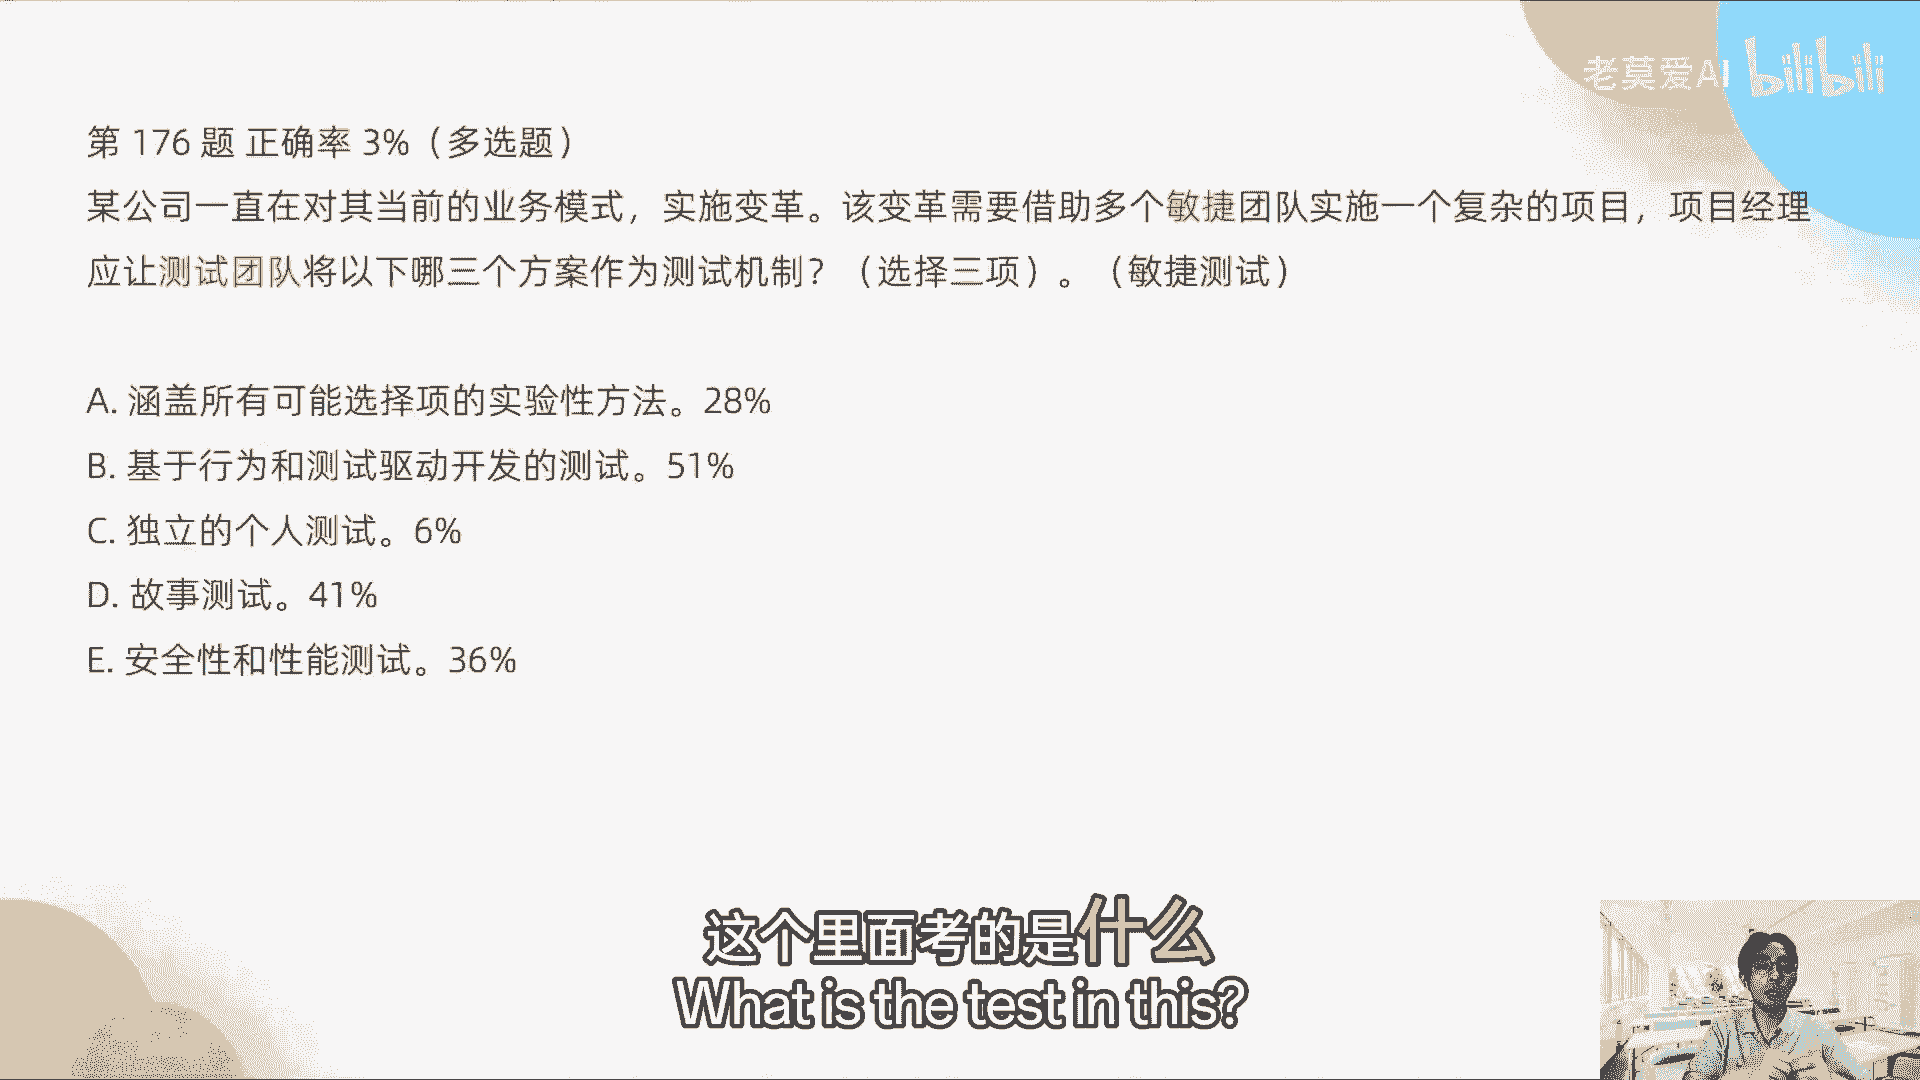 老莫爱AI bilibili
第 176 题 正确率 3%（多选题）
某公司一直在对其当前的业务模式，实施变革。该变革需要借助多个敏捷团队实施一个复杂的项目，项目经理
应让测试团队将以下哪三个方案作为测试机制？（选择三项）。（敏捷测试）
A. 涵盖所有可能选择项的实验性方法。28%
B. 基于行为和测试驱动开发的测试。51%
C. 独立的个人测试。6%
D. 故事测试。41%
E. 安全性和性能测试。36%
这个里面考的是什么
What is the test in this?